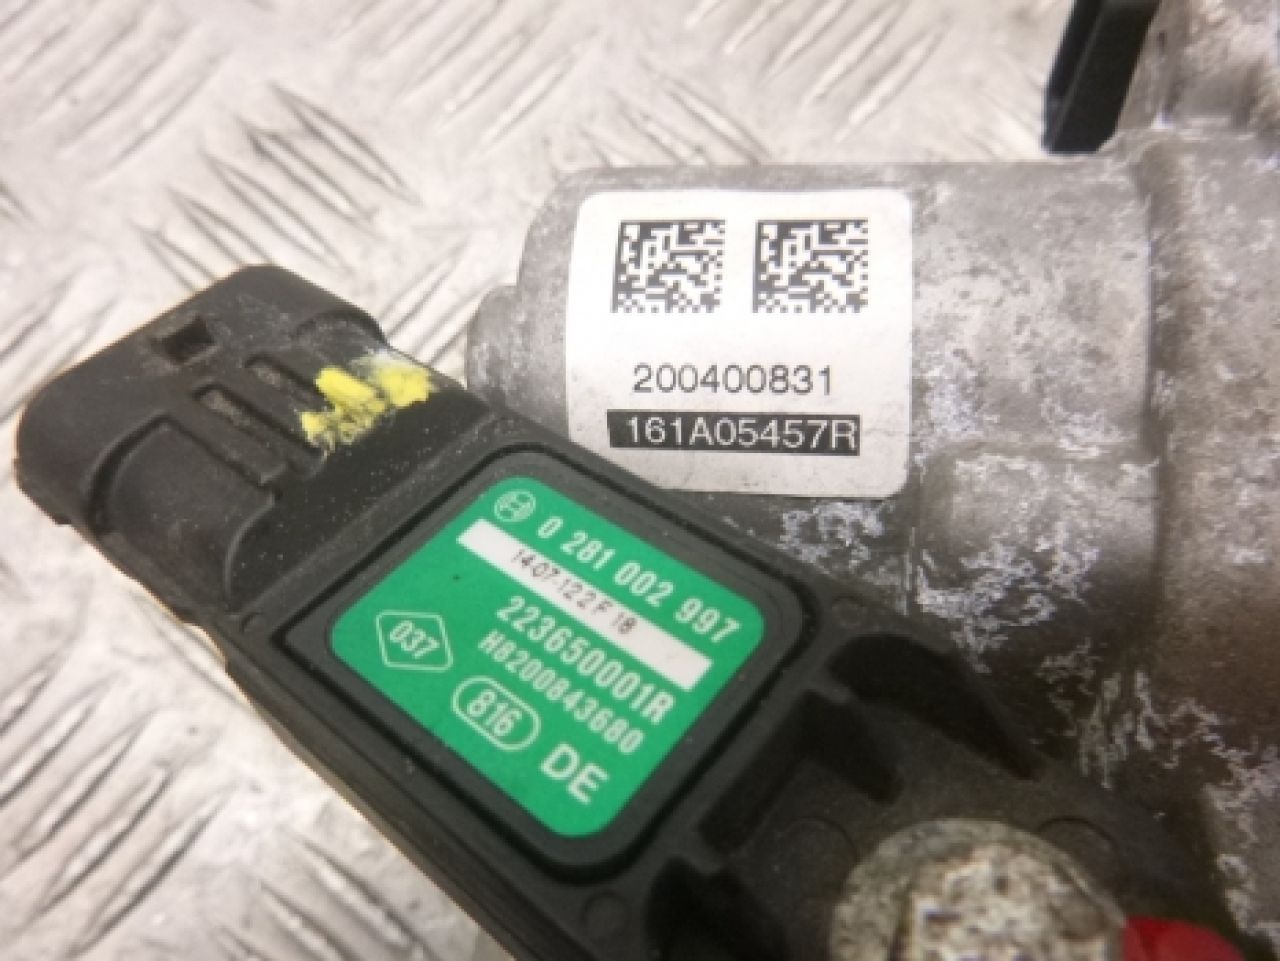 200400831
161A05457R
0 281 002 997
1407122F18
223650001R
H8200843680
037
816
DE